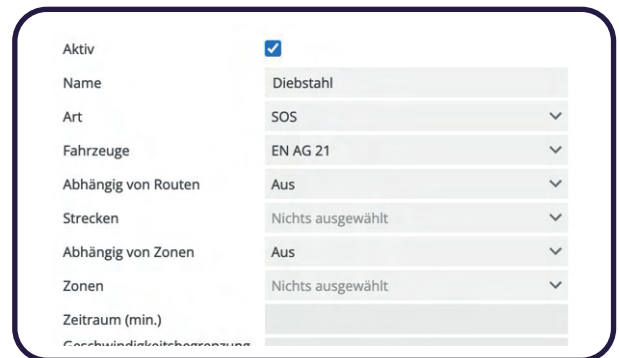 Aktiv
Name Diebstahl
Art SOS
Fahrzeuge EN AG 21
Abhängig von Routen Aus
Strecken Nichts ausgewählt
Abhängig von Zonen Aus
Zonen Nichts ausgewählt
Zeitraum (min.)
Geschwindigkeitsbegrenzung